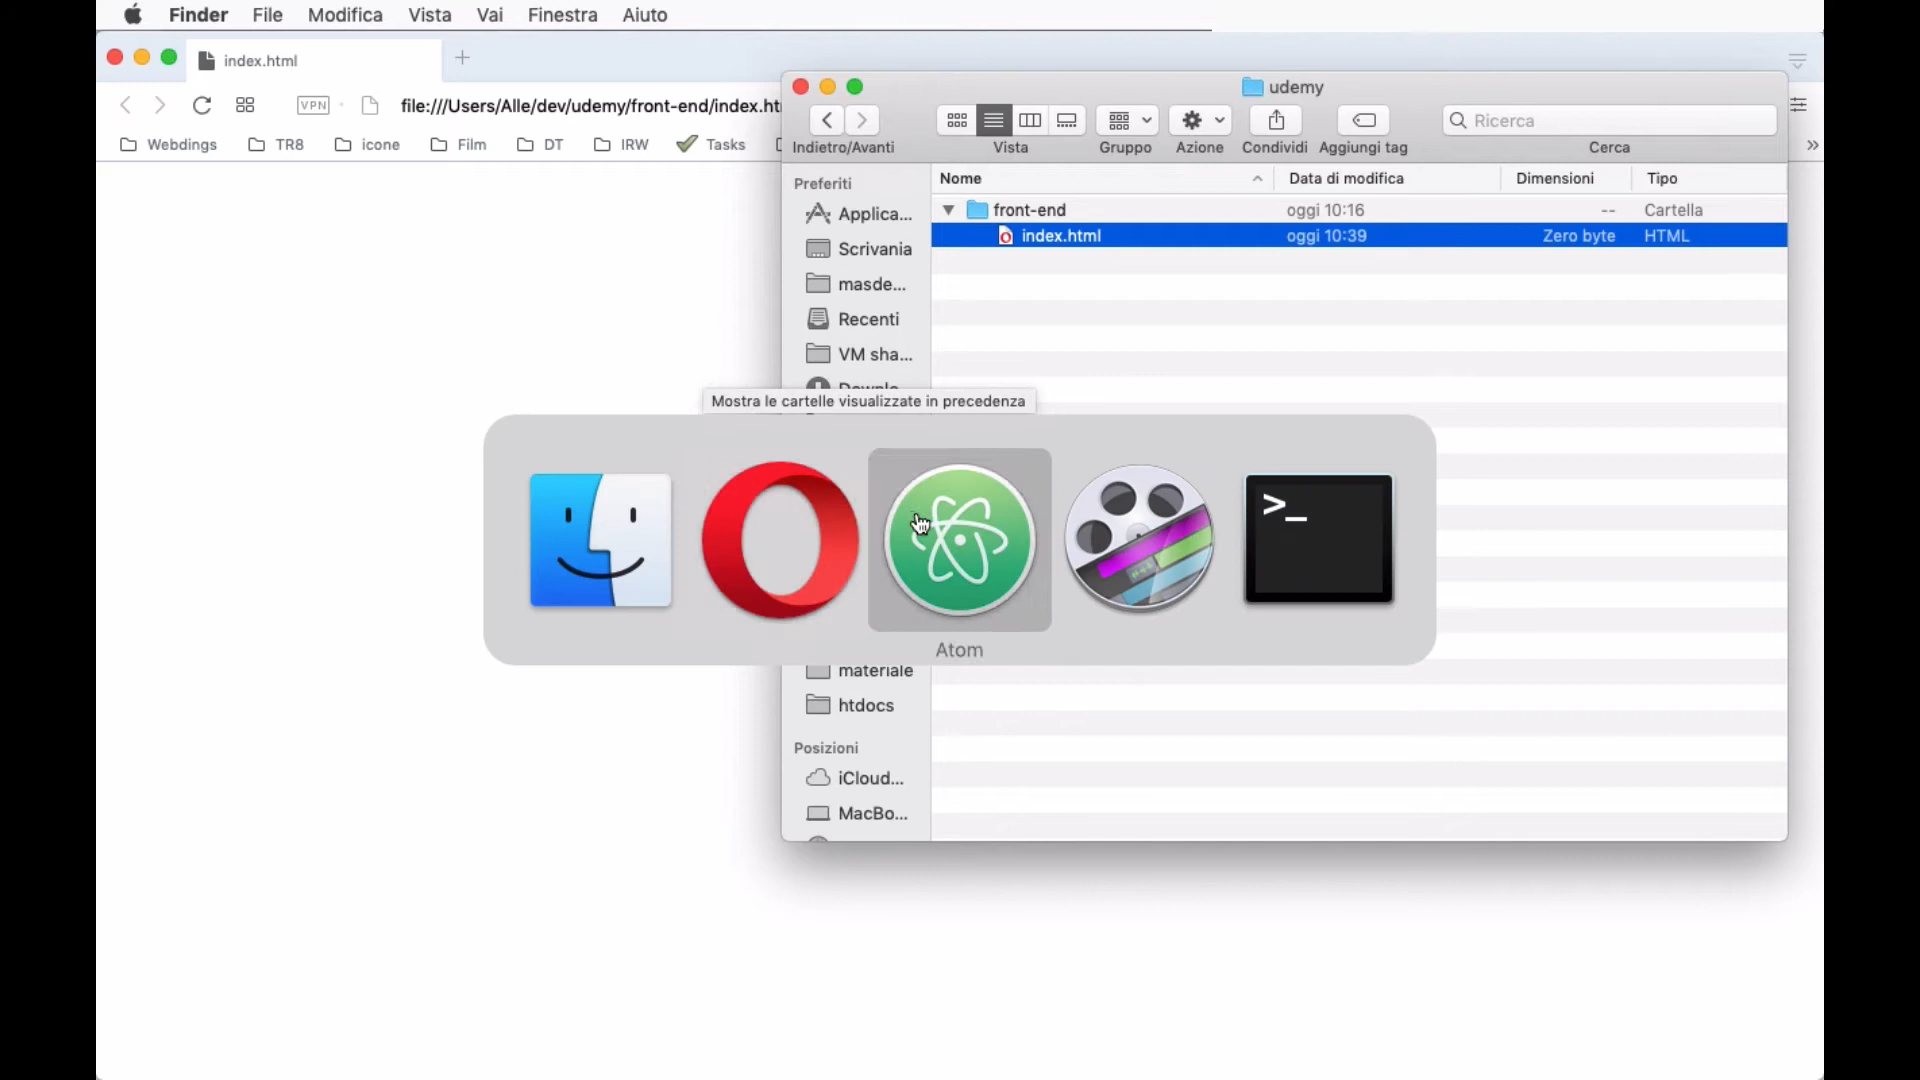 Finder File Modifica Vista Vai Finestra Aiuto
index.html
VPN
file:///Users/Alle/dev/udemy/front-end/index.ht
Webdings TR8 icone Film DT IRW Tasks
udemy
Ricerca
Indietro/Avanti Vista Gruppo Azione Condividi Aggiungi tag Cerca
Preferiti
Applica...
Scrivania
masde...
Recenti
VM sha...
materiale
htdocs
Posizioni
iCloud...
MacBo...
Nome Data di modifica Dimensioni Tipo
front-end oggi 10:16 -- Cartella
index.html oggi 10:39 Zero byte HTML
Mostra le cartelle visualizzate in precedenza
>_
Atom